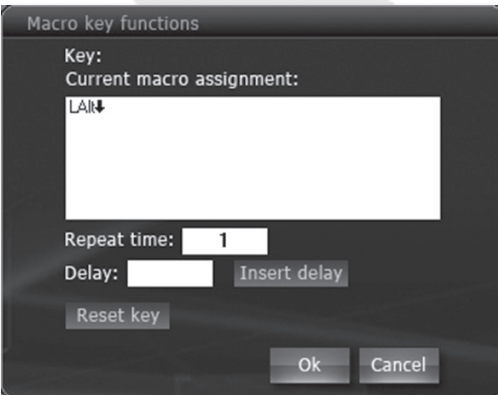 Macro key functions
Key:
Current macro assignment:
LAlt⬇
Repeat time: 1
Delay: Insert delay
Reset key
Ok Cancel